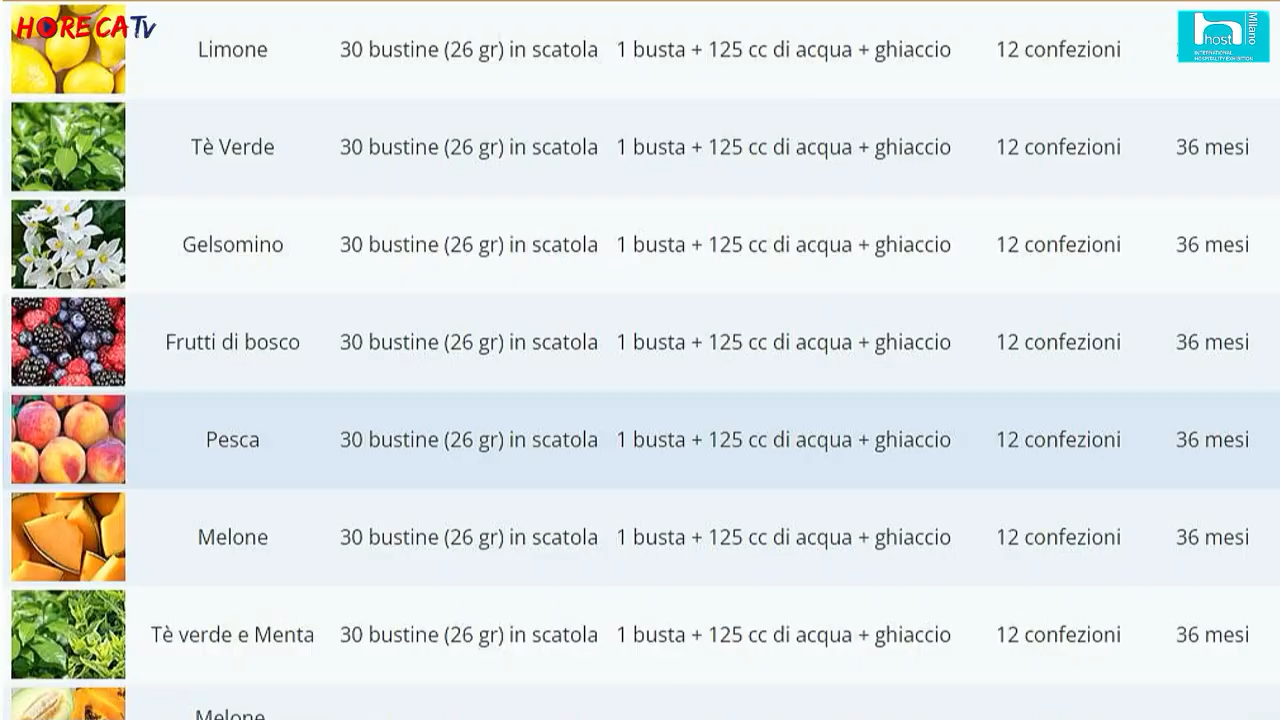 HORECATV
Limone 30 bustine (26 gr) in scatola 1 busta + 125 cc di acqua + ghiaccio 12 confezioni
host Milano
INTERNATIONAL
HOSPITALITY EXHIBITION
Tè Verde 30 bustine (26 gr) in scatola 1 busta + 125 cc di acqua + ghiaccio 12 confezioni 36 mesi
Gelsomino 30 bustine (26 gr) in scatola 1 busta + 125 cc di acqua + ghiaccio 12 confezioni 36 mesi
Frutti di bosco 30 bustine (26 gr) in scatola 1 busta + 125 cc di acqua + ghiaccio 12 confezioni 36 mesi
Pesca 30 bustine (26 gr) in scatola 1 busta + 125 cc di acqua + ghiaccio 12 confezioni 36 mesi
Melone 30 bustine (26 gr) in scatola 1 busta + 125 cc di acqua + ghiaccio 12 confezioni 36 mesi
Tè verde e Menta 30 bustine (26 gr) in scatola 1 busta + 125 cc di acqua + ghiaccio 12 confezioni 36 mesi
Melone